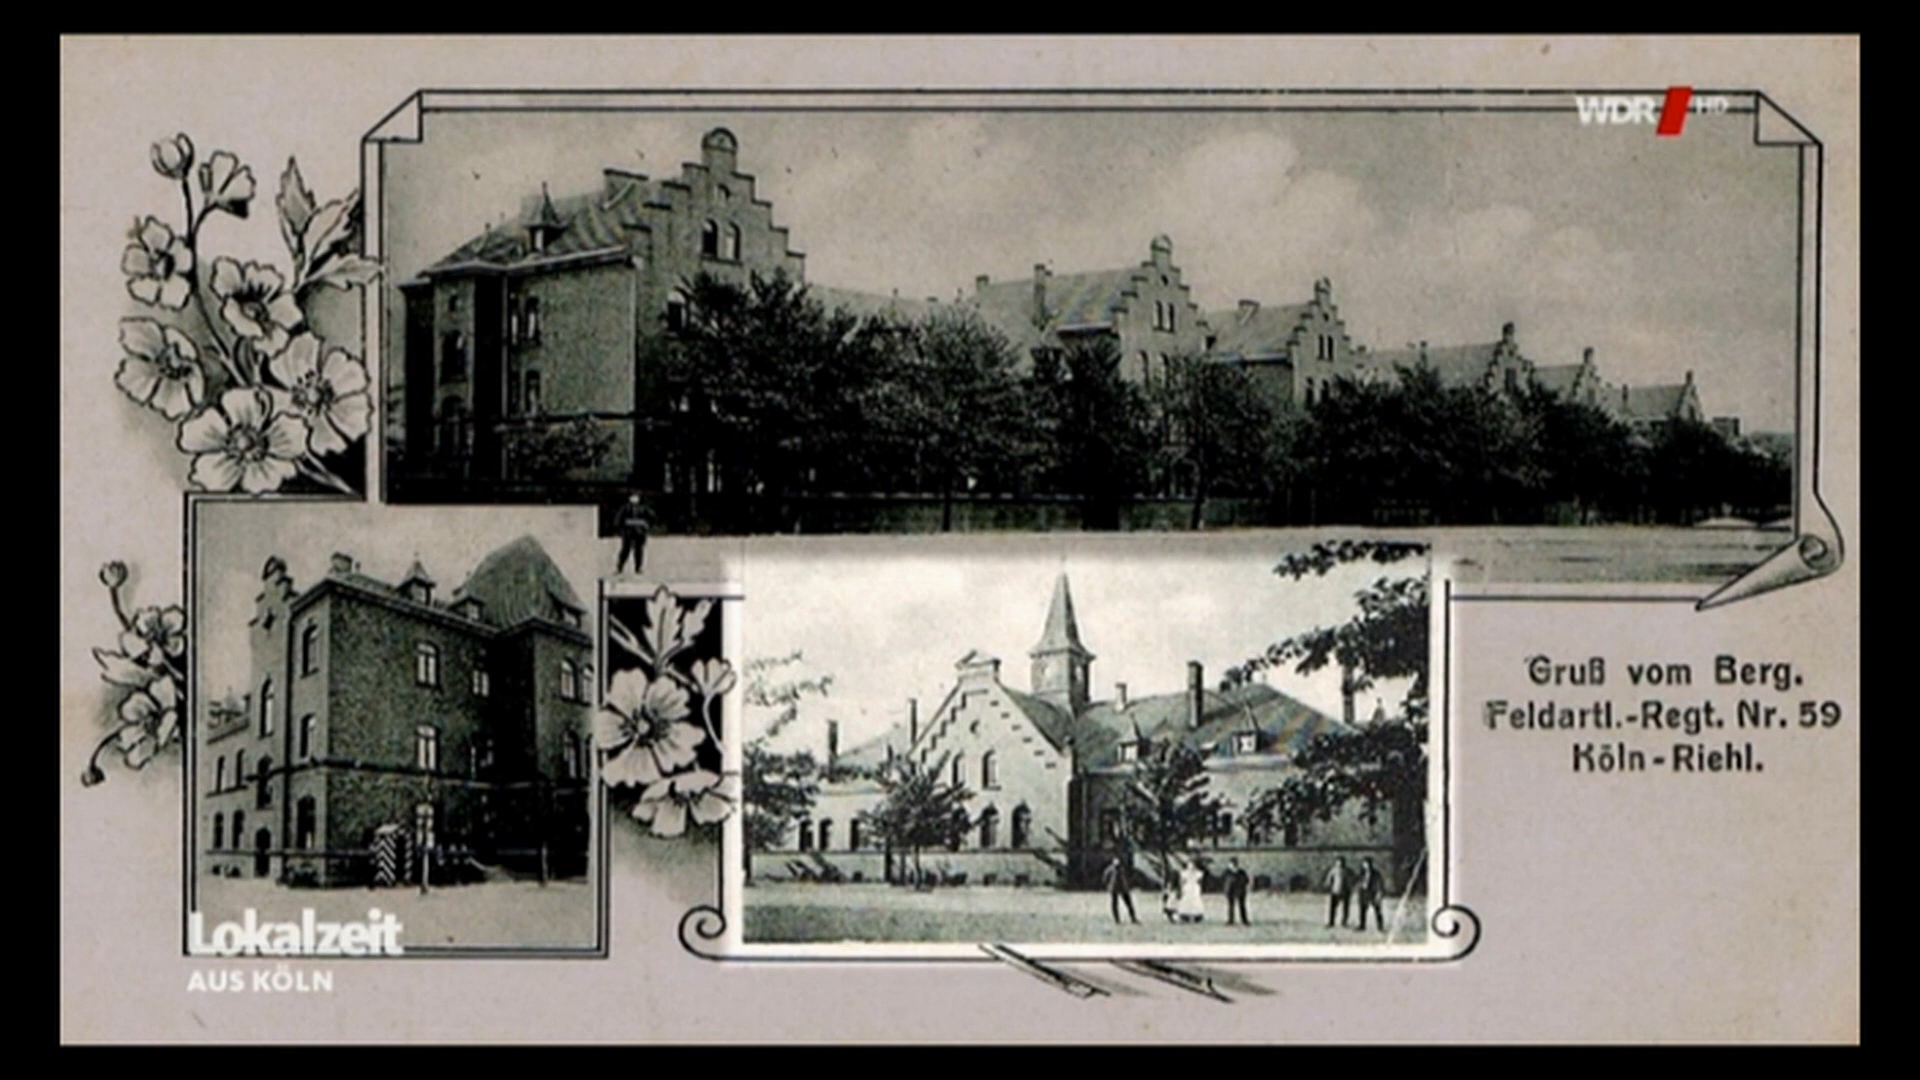 WDR HD
Gruß vom Berg.
Feldartl.-Regt. Nr. 59
Köln-Riehl.
Lokalzeit
AUS KÖLN